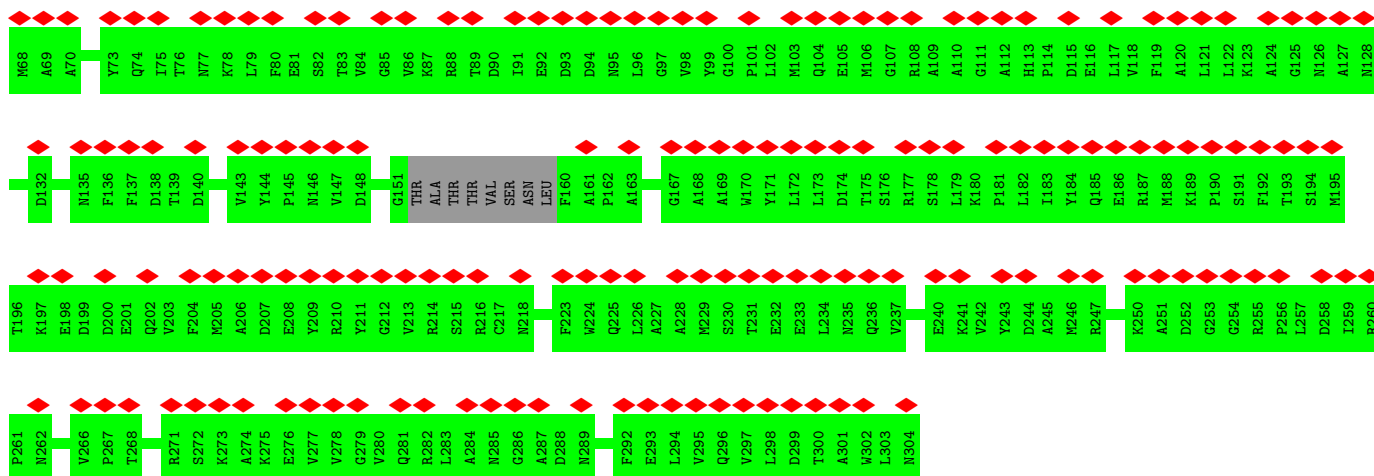 M68 A69 A70 Y73 Q74 I75 T76 N77 K78 L79 F80 E81 S82 T83 V84 G85 V86 K87 R88 T89 D90 I91 E92 D93 D94 N95 L96 G97 V98 Y99 G100 P101 L102 M103 Q104 E105 M106 G107 R108 A109 A110 G111 A112 H113 P114 D115 E116 L117 V118 F119 A120 L121 L122 K123 A124 G125 N126 A127 N128
D132 N135 F136 F137 D138 T139 D140 V143 Y144 P145 N146 V147 D148 G151 THR ALA THR THR VAL SER ASN LEU F160 A161 P162 A163 G167 A168 A169 W170 Y171 L172 L173 D174 T175 S176 R177 S178 L179 K180 P181 L182 I183 Y184 Q185 E186 R187 M188 K189 P190 S191 F192 T193 S194 M195
T196 K197 E198 D199 D200 E201 Q202 V203 F204 M205 A206 D207 E208 Y209 R210 Y211 G212 V213 R214 S215 R216 C217 N218 F223 W224 Q225 L226 A227 A228 M229 S230 T231 E232 E233 L234 N235 Q236 V237 E240 K241 V242 Y243 D244 A245 M246 R247 K250 A251 D252 G253 G254 R255 P256 L257 D258 I259 R260
P261 N262 V266 P267 T268 R271 S272 K273 A274 K275 E276 V277 V278 G279 V280 Q281 R282 L283 A284 N285 G286 A287 D288 N289 F292 E293 L294 V295 Q296 V297 L298 D299 T300 A301 W302 L303 N304